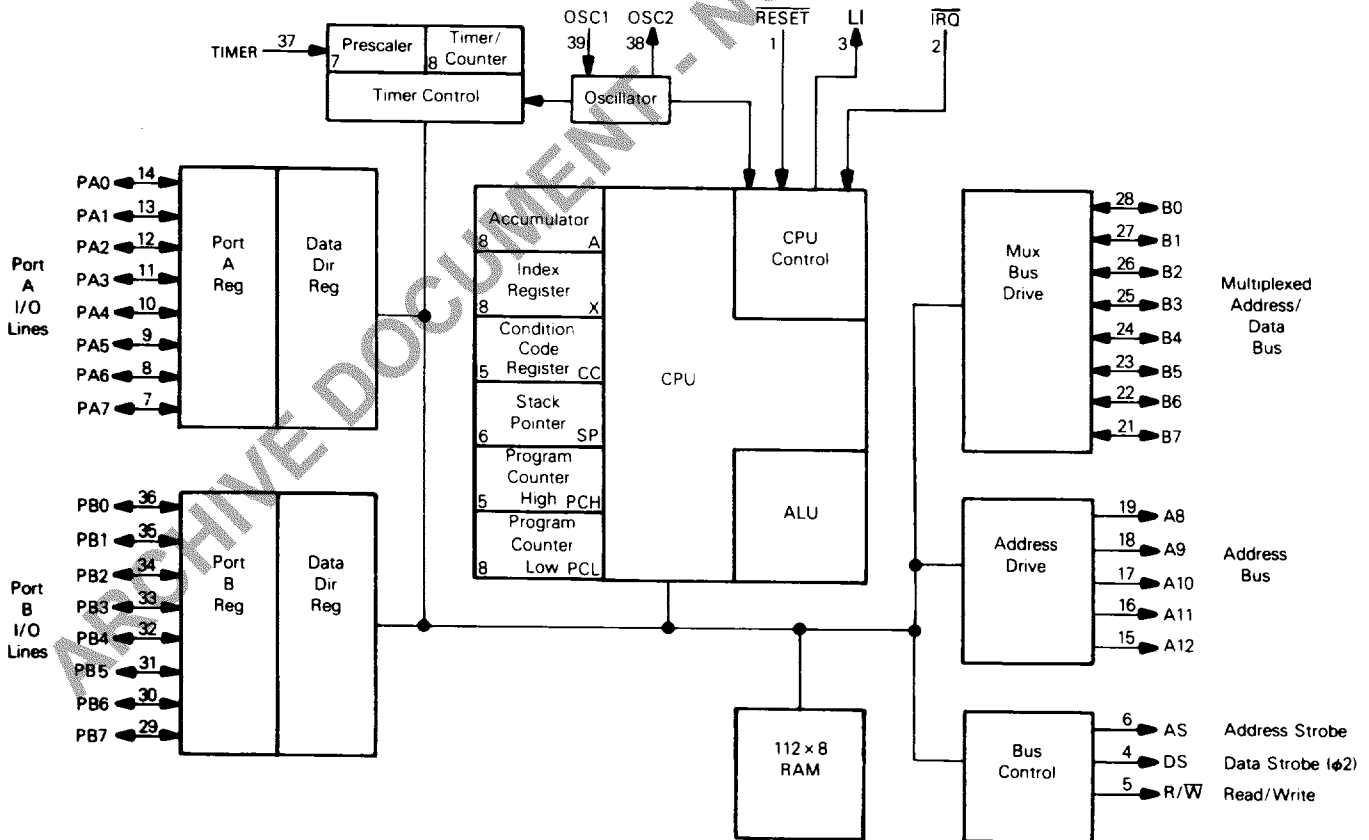 OSC1 OSC2 RESET LI IRQ
TIMER 37 Prescaler 7 Timer/ Counter 8
39 38 1 3 2
Timer Control
Oscillator
Port
A
I/O
Lines
PA0 14
PA1 13
PA2 12
PA3 11
PA4 10
PA5 9
PA6 8
PA7 7
Port
A
Reg
Data
Dir
Reg
Accumulator
8 A
Index
Register
8 X
Condition
Code
Register
5 CC
Stack
Pointer
6 SP
Program
Counter
High
5 PCH
Program
Counter
Low
8 PCL
CPU
CPU
Control
ALU
Mux
Bus
Drive
28 B0
27 B1
26 B2
25 B3
24 B4
23 B5
22 B6
21 B7
Multiplexed
Address/
Data
Bus
Port
B
I/O
Lines
PB0 36
PB1 35
PB2 34
PB3 33
PB4 32
PB5 31
PB6 30
PB7 29
Port
B
Reg
Data
Dir
Reg
Address
Drive
19 A8
18 A9
17 A10
16 A11
15 A12
Address
Bus
112×8
RAM
Bus
Control
6 AS Address Strobe
4 DS Data Strobe (ϕ2)
5 R/W Read/Write
ARCHIVE DOCUMENT - N